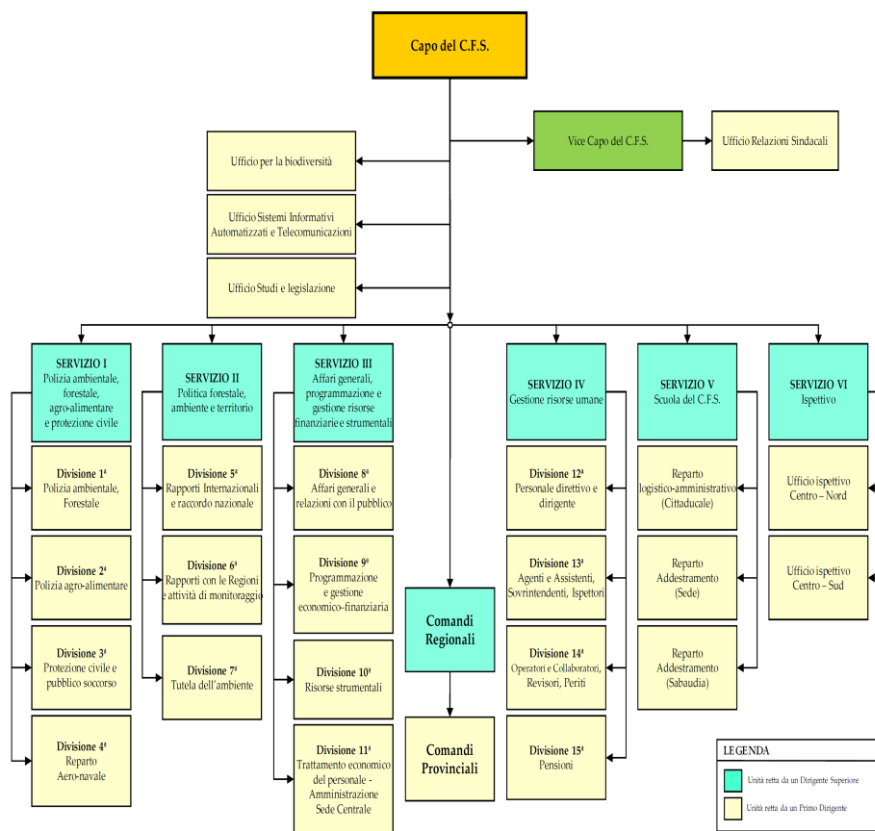 Capo del C.F.S.
Vice Capo del C.F.S.
Ufficio Relazioni Sindacali
Ufficio per la biodiversità
Ufficio Sistemi Informativi
Automatizzati e Telecomunicazioni
Ufficio Studi e legislazione
SERVIZIO I
Polizia ambientale,
forestale,
agro-alimentare
e protezione civile
Divisione 1ª
Polizia ambientale,
Forestale
Divisione 2ª
Polizia agro-alimentare
Divisione 3ª
Protezione civile e
pubblico soccorso
Divisione 4ª
Reparto
Aero-navale
SERVIZIO II
Politica forestale,
ambiente e territorio
Divisione 5ª
Rapporti Internazionali
e raccordo nazionale
Divisione 6ª
Rapporti con le Regioni
e attività di monitoraggio
Divisione 7ª
Tutela dell'ambiente
SERVIZIO III
Affari generali,
programmazione e
gestione risorse
finanziarie e strumentali
Divisione 8ª
Affari generali e
relazioni con il pubblico
Divisione 9ª
Programmazione
e gestione
economico-finanziaria
Divisione 10ª
Risorse strumentali
Divisione 11ª
Trattamento economico
del personale -
Amministrazione
Sede Centrale
Comandi
Regionali
Comandi
Provinciali
SERVIZIO IV
Gestione risorse umane
Divisione 12ª
Personale direttivo e
dirigente
Divisione 13ª
Agenti e Assistenti,
Sovrintendenti, Ispettori
Divisione 14ª
Operatori e Collaboratori,
Revisori, Periti
Divisione 15ª
Pensioni
SERVIZIO V
Scuola del C.F.S.
Reparto
logistico-amministrativo
(Cittaducale)
Reparto
Addestramento
(Sede)
Reparto
Addestramento
(Sabaudia)
SERVIZIO VI
Ispettivo
Ufficio ispettivo
Centro – Nord
Ufficio ispettivo
Centro – Sud
LEGENDA
Unità retta da un Dirigente Superiore
Unità retta da un Primo Dirigente